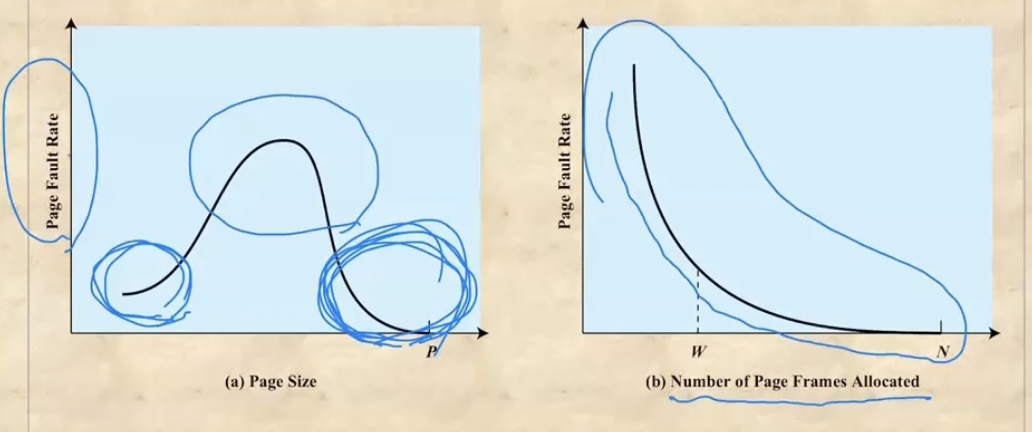 Page Fault Rate
P
(a) Page Size
Page Fault Rate
W
N
(b) Number of Page Frames Allocated